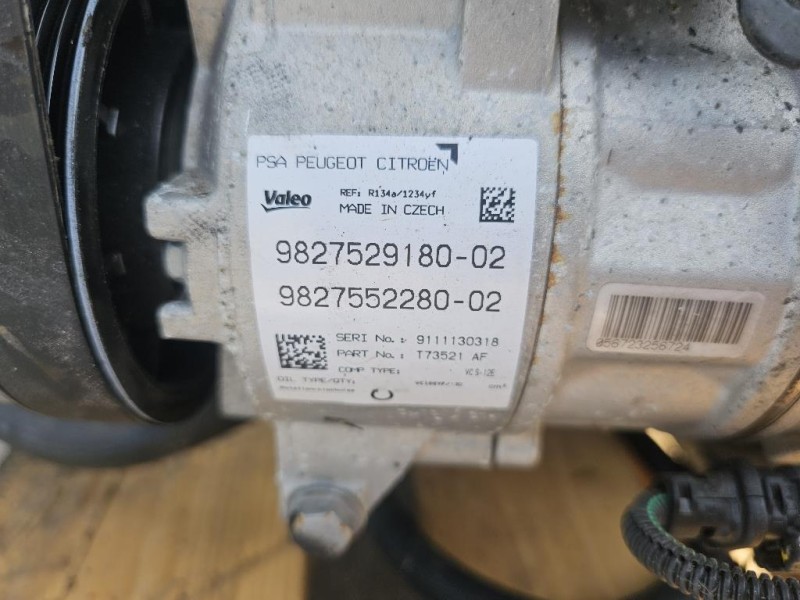 PSA PEUGEOT CITROËN
Valeo
REF: R134a/1234yf
MADE IN CZECH
9827529180-02
9827552280-02
SERI No.: 9111130318
PART No.: T73521 AF
COMP TYPE: VCS-12E
OIL TYPE/QTY:
056723286724